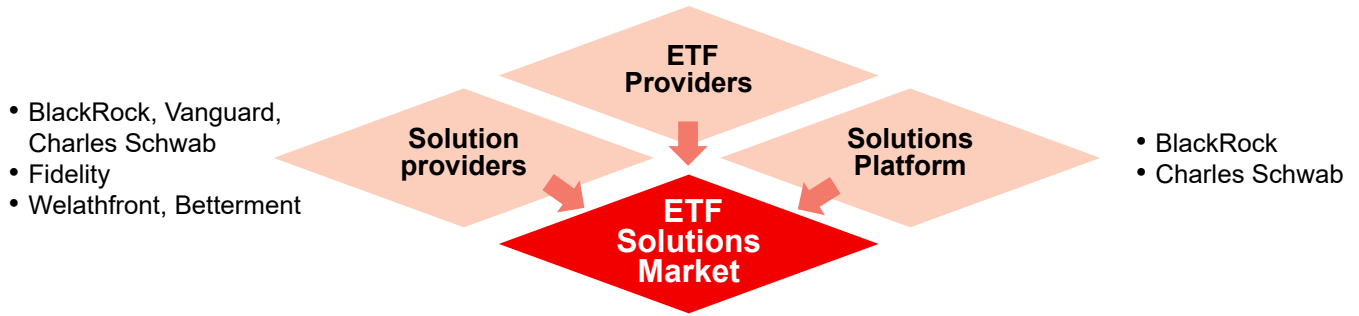 ETF
Providers
• BlackRock, Vanguard,
Charles Schwab
• Fidelity
• Welathfront, Betterment
Solution
providers
Solutions
Platform
• BlackRock
• Charles Schwab
ETF
Solutions
Market